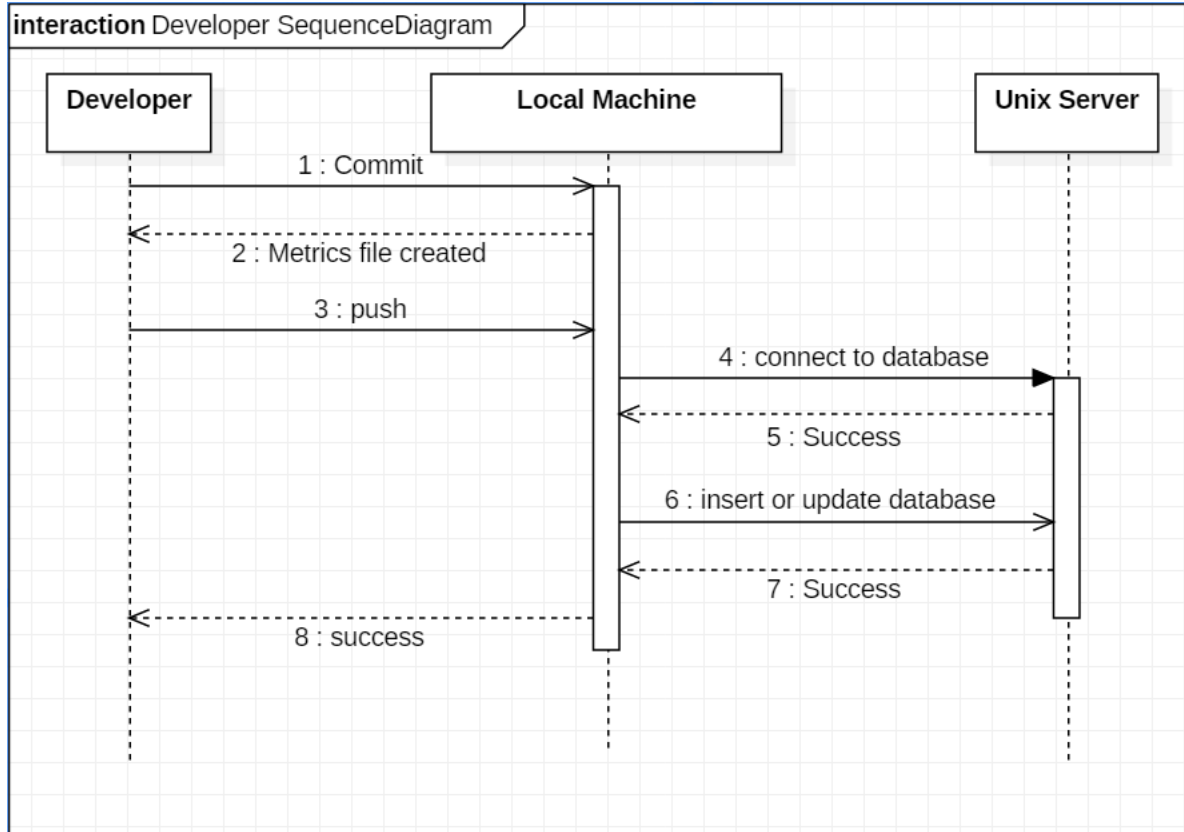 interaction Developer SequenceDiagram
Developer
Local Machine
Unix Server
1 : Commit
2 : Metrics file created
3 : push
4 : connect to database
5 : Success
6 : insert or update database
7 : Success
8 : success